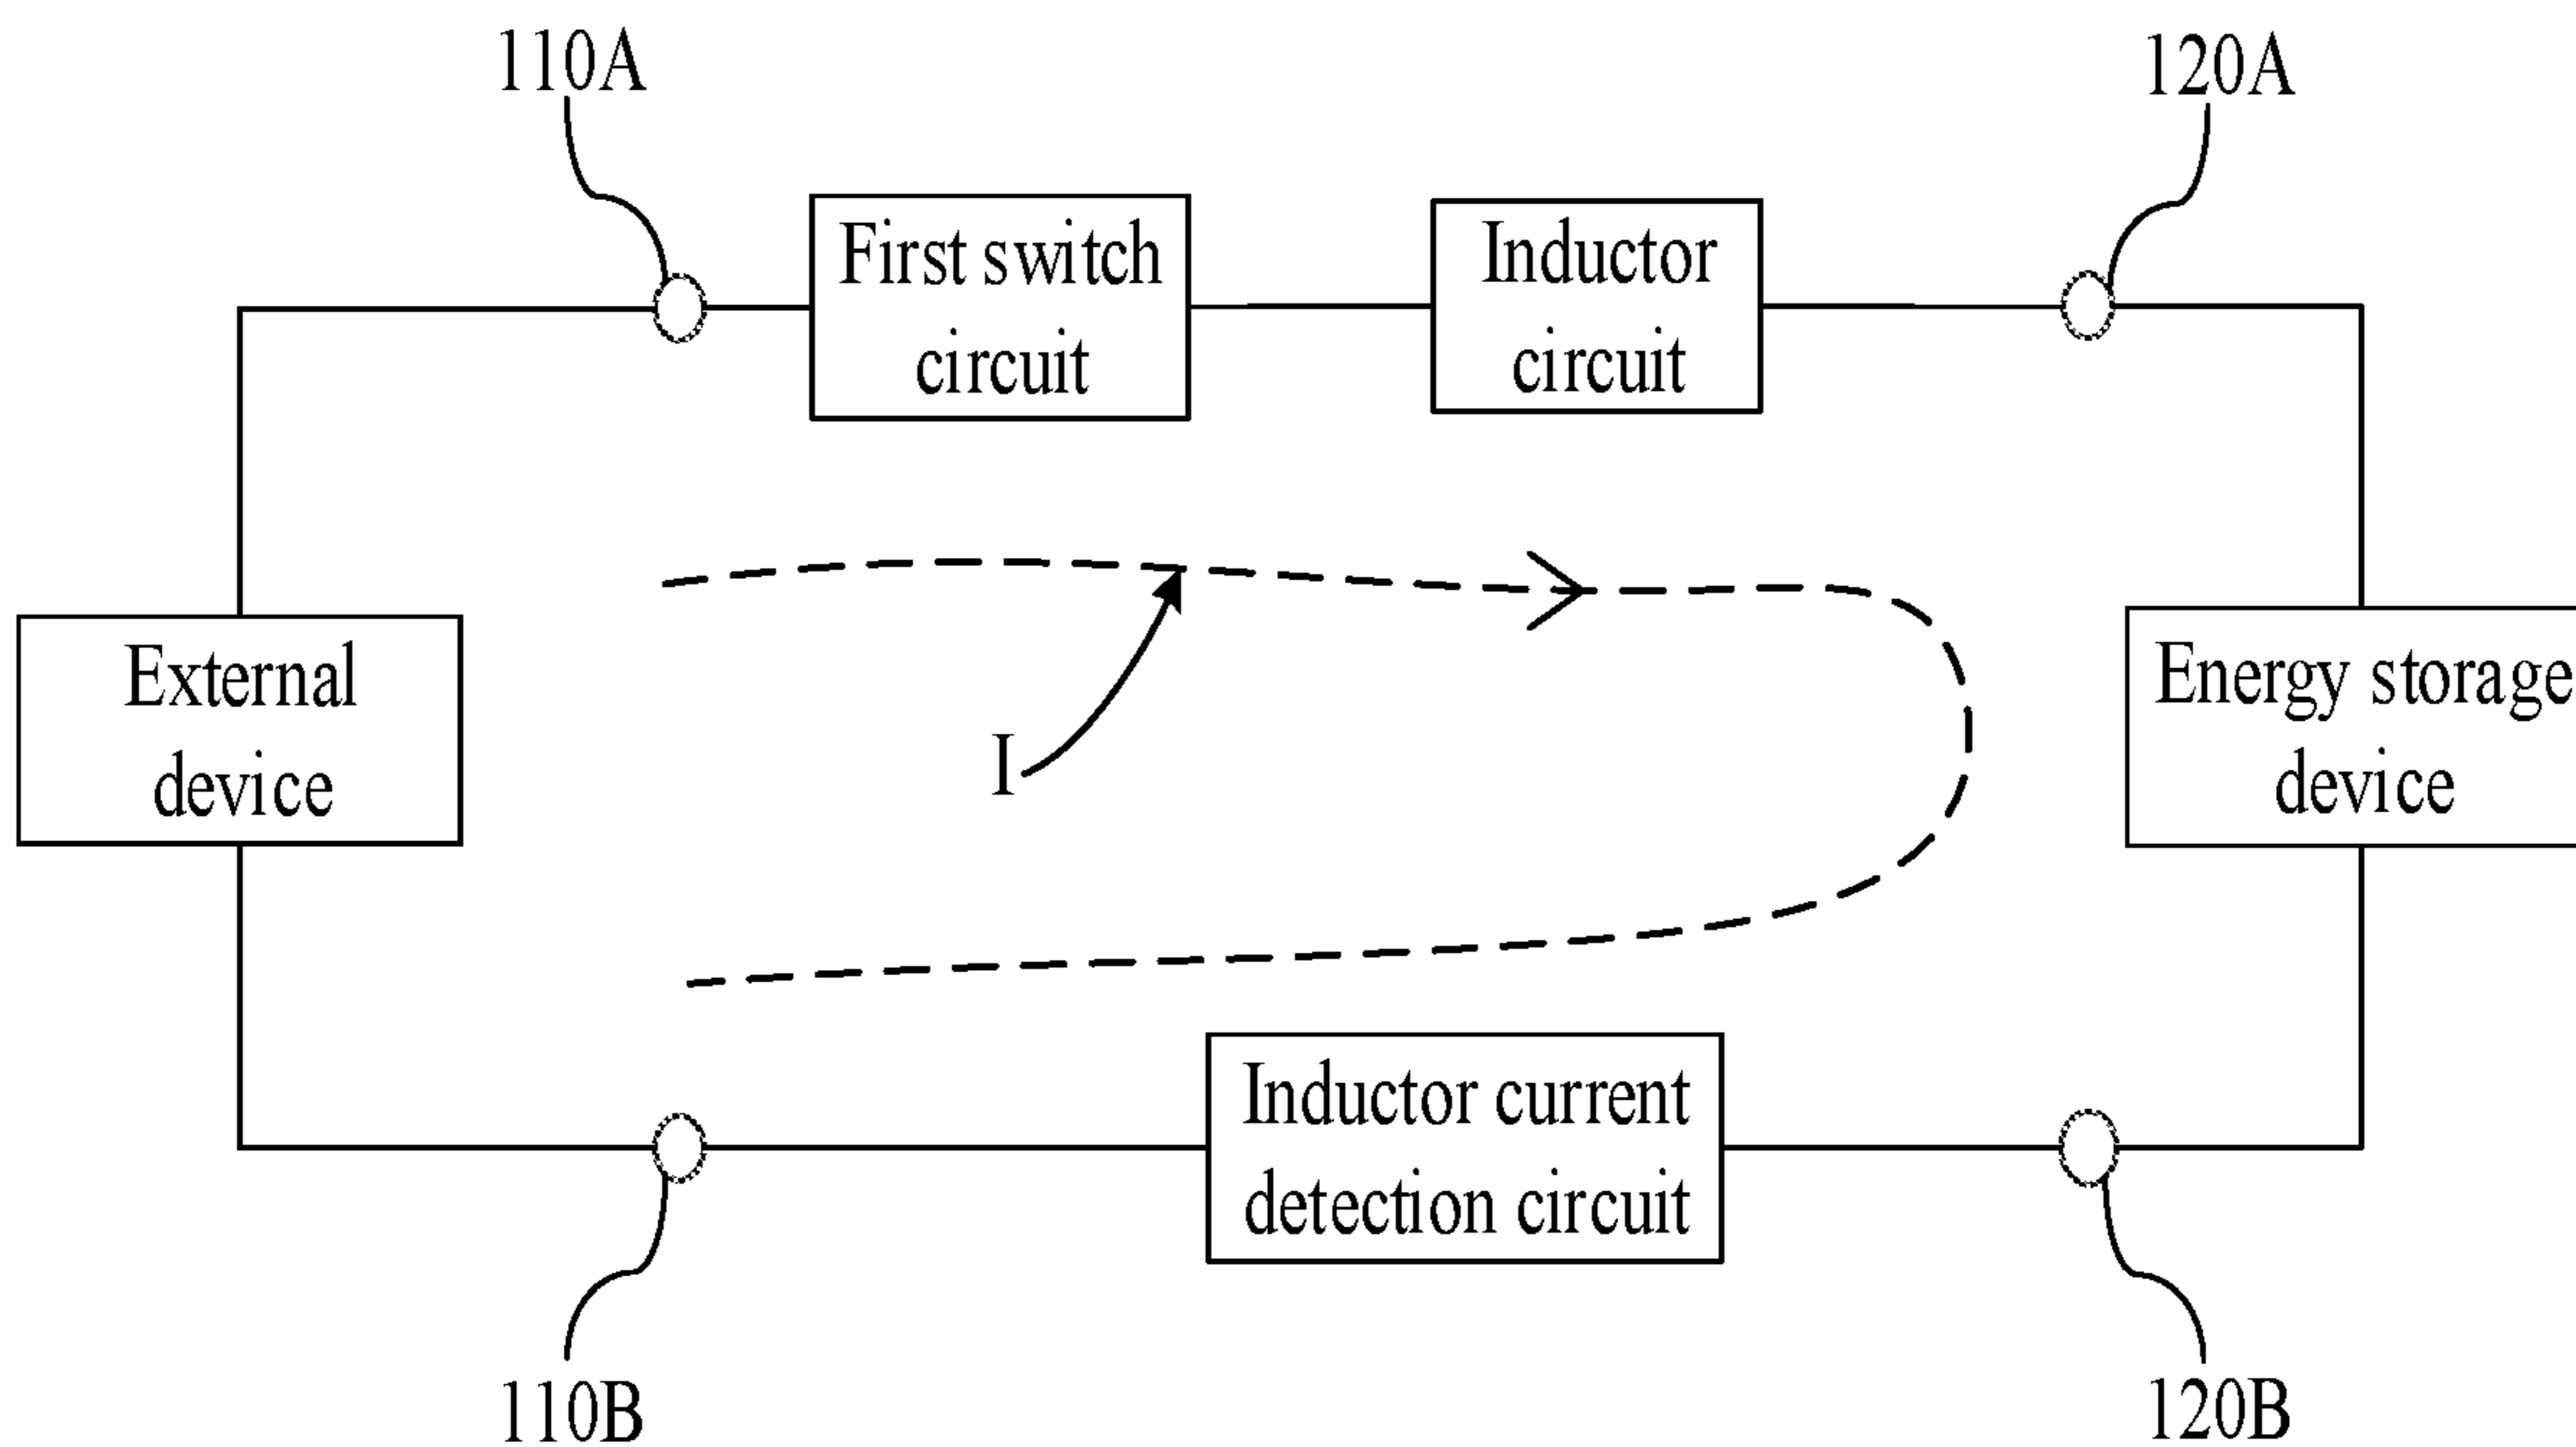 110A
120A
First switch
circuit
Inductor
circuit
External
device
I
Energy storage
device
Inductor current
detection circuit
110B
120B